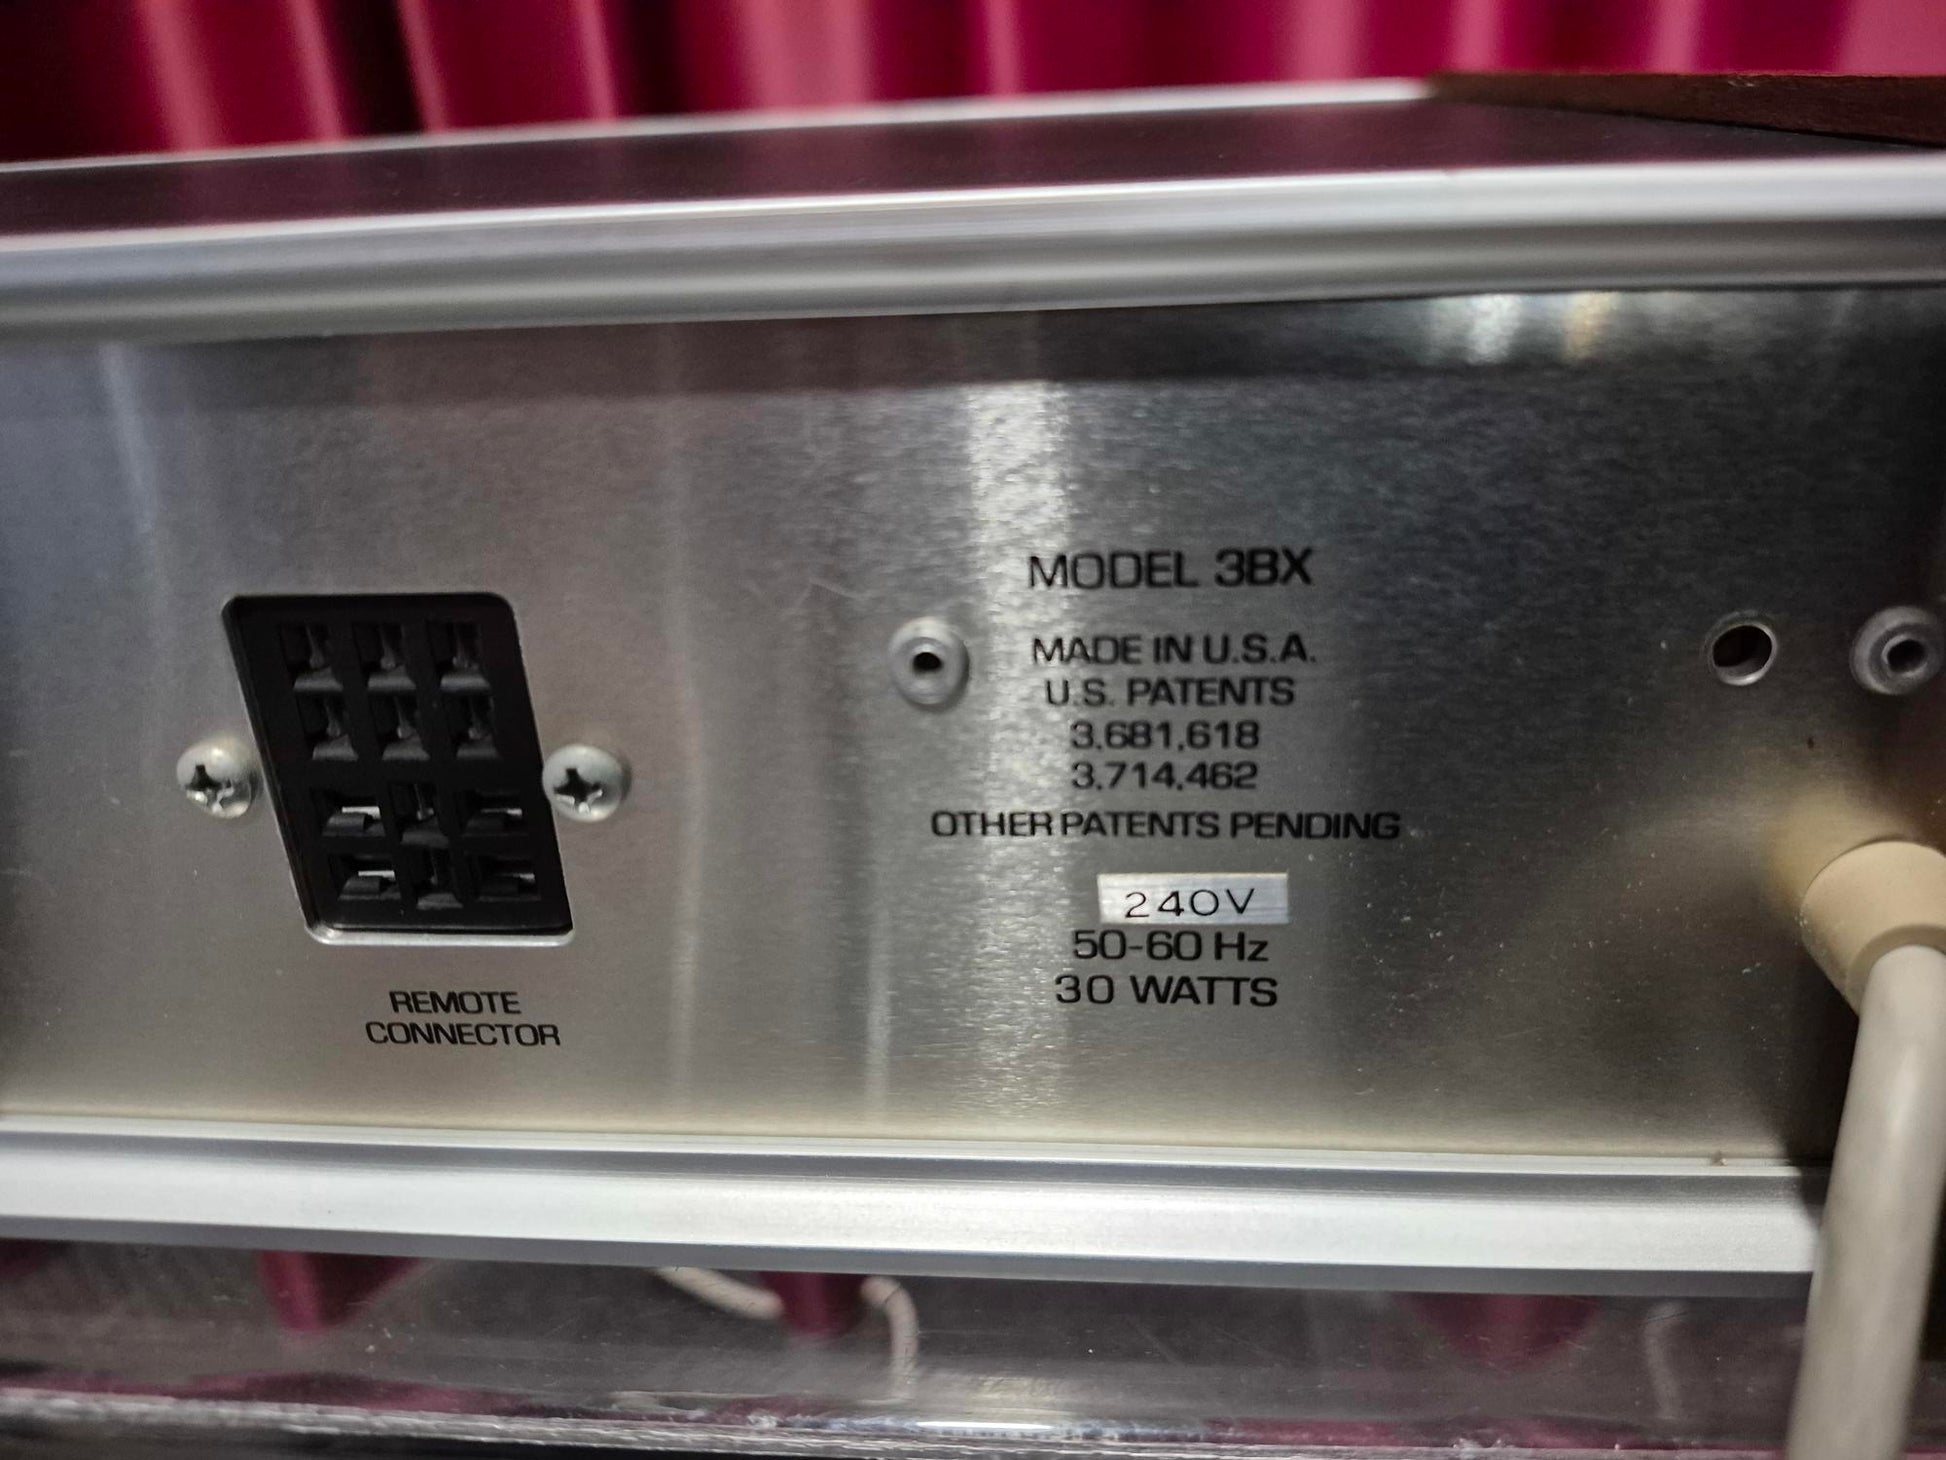 REMOTE
CONNECTOR
MODEL 3BX
MADE IN U.S.A.
U.S. PATENTS
3,681,618
3,714,462
OTHER PATENTS PENDING
240V
50-60 Hz
30 WATTS